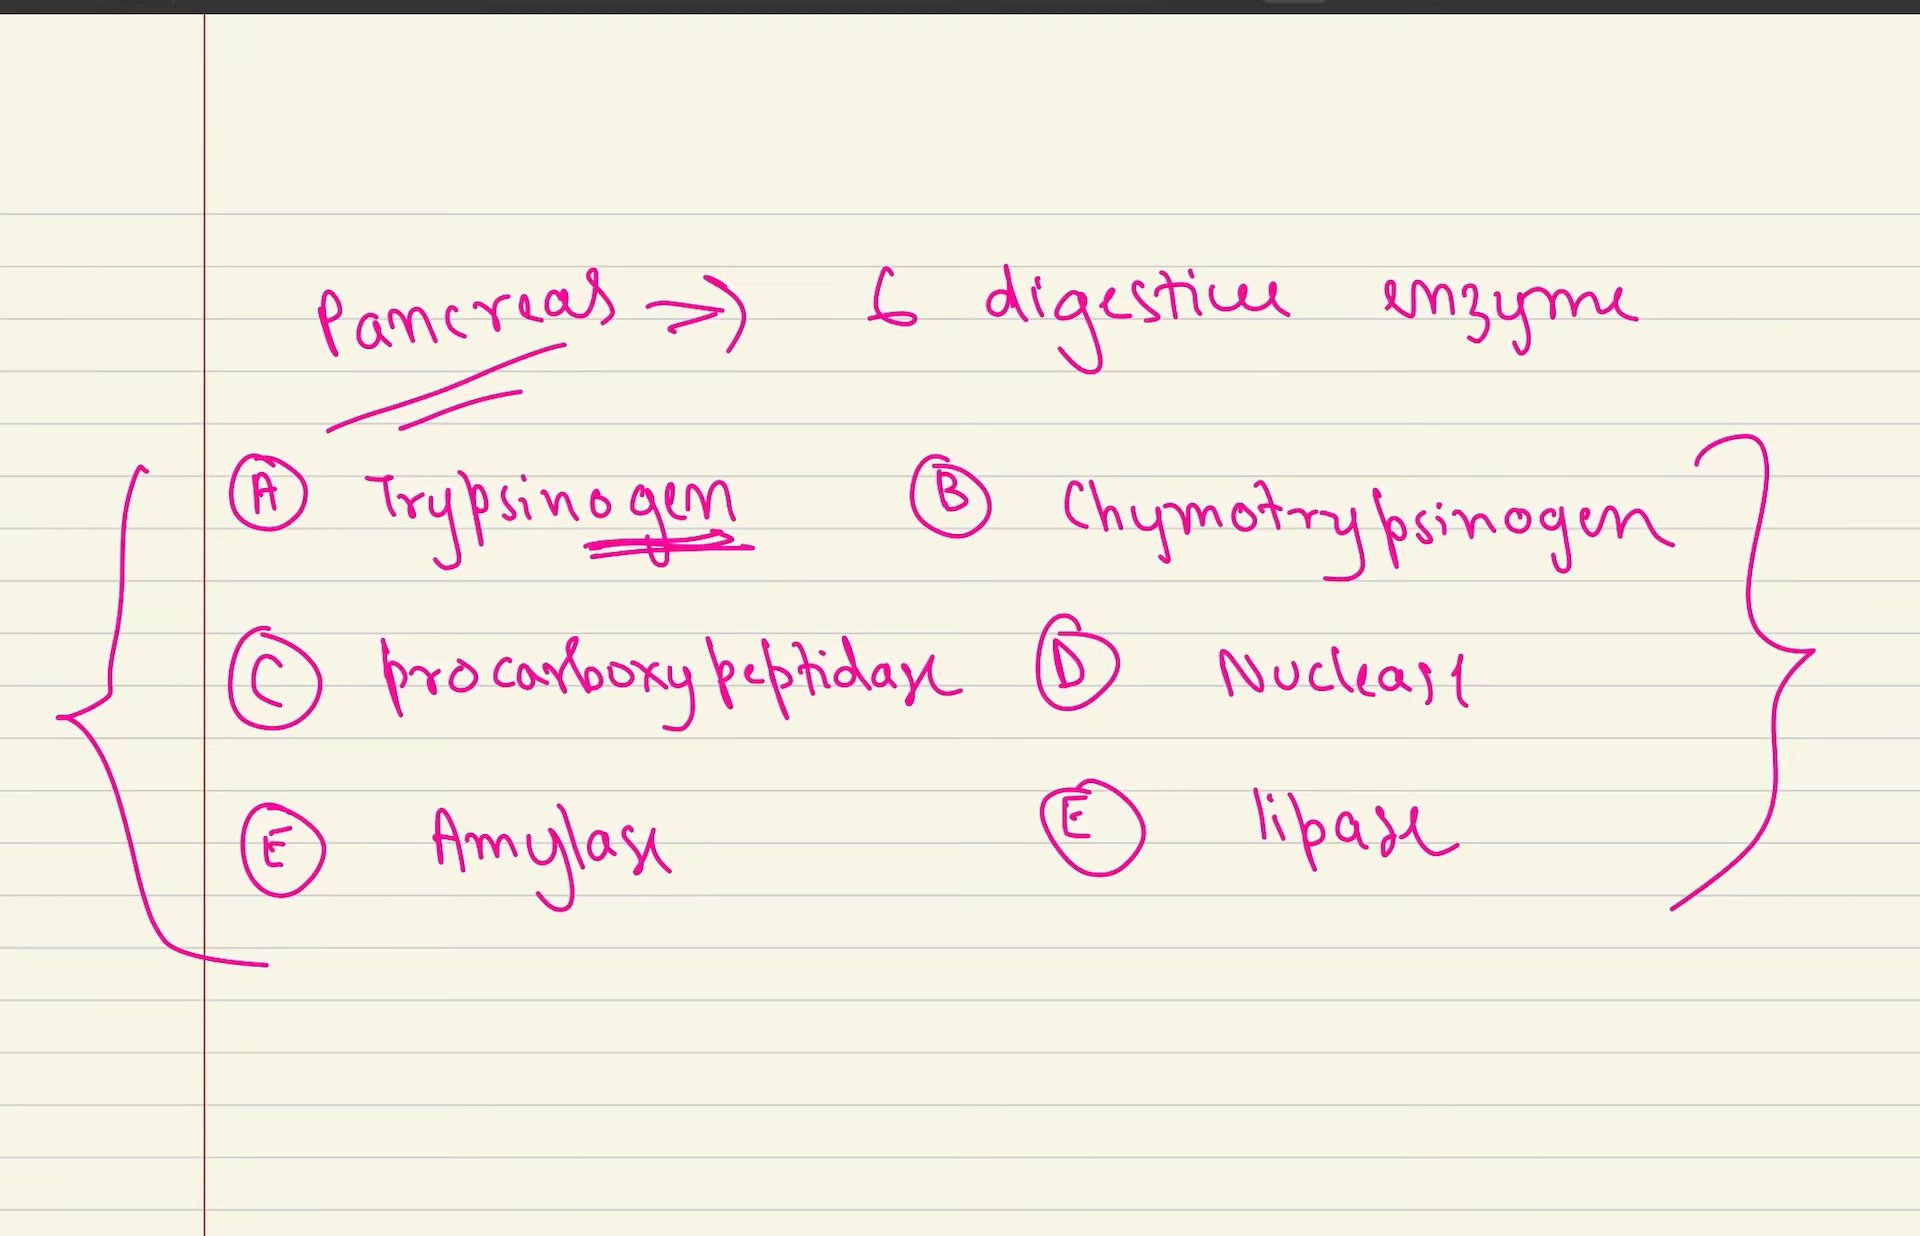 Pancreas => 6 digestive enzyme
A Trypsinogen B Chymotrypsinogen
C procarboxypeptidase D Nuclease
E Amylase E lipase